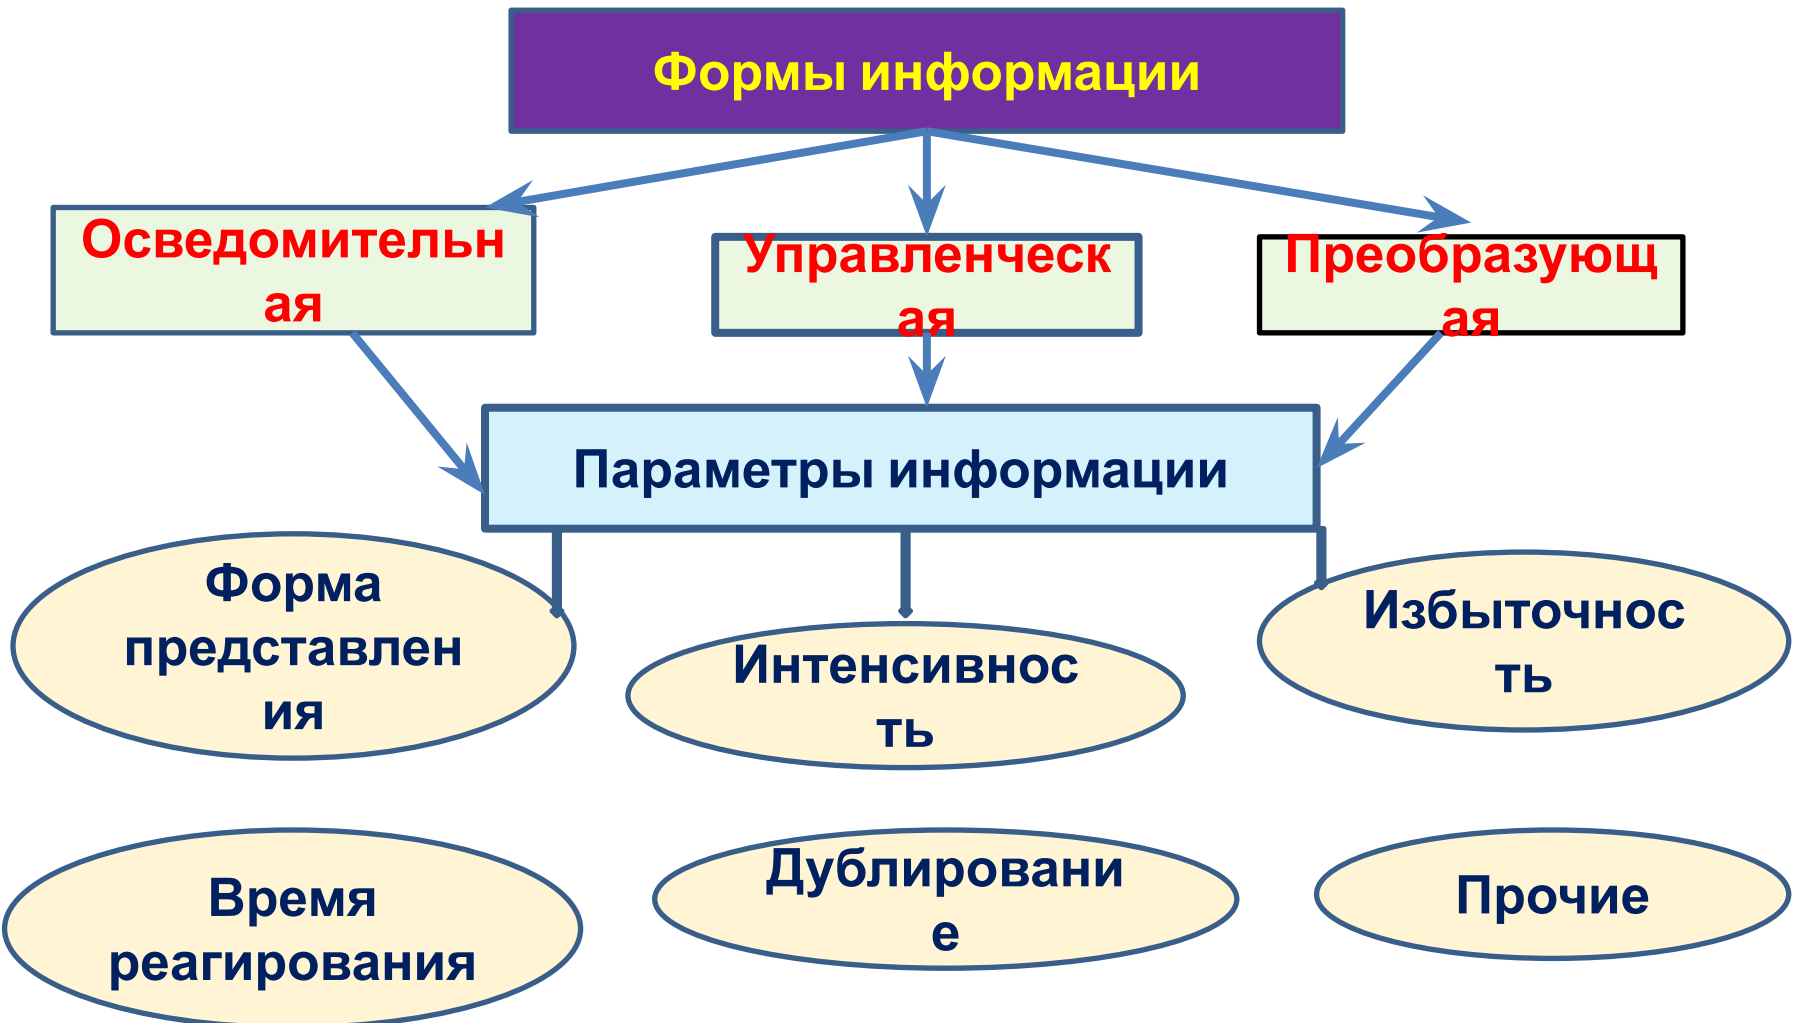 Формы информации
Осведомительн
ая
Управленческ
ая
Преобразующ
ая
Параметры информации
Форма
представлен
ия
Интенсивнос
ть
Избыточнос
ть
Время
реагирования
Дублировани
е
Прочие